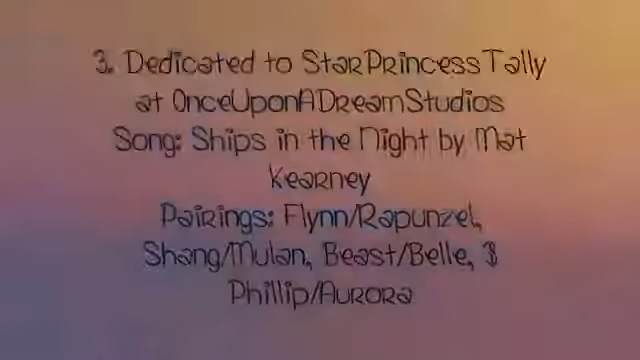 3. Dedicated to StarPrincessTally
at OnceUponADreamStudios
Song: Ships in the Night by Mat
Kearney
Pairings: Flynn/Rapunzel,
Shang/Mulan, Beast/Belle, &
Phillip/Aurora